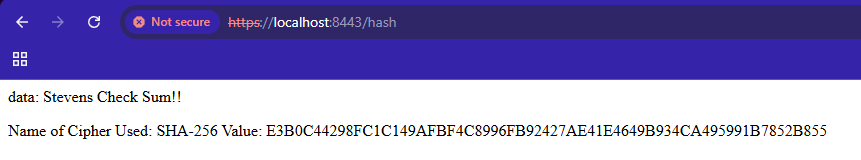 Not secure https://localhost:8443/hash
data: Stevens Check Sum!!
Name of Cipher Used: SHA-256 Value: E3B0C44298FC1C149AFBF4C8996FB92427AE41E4649B934CA495991B7852B855